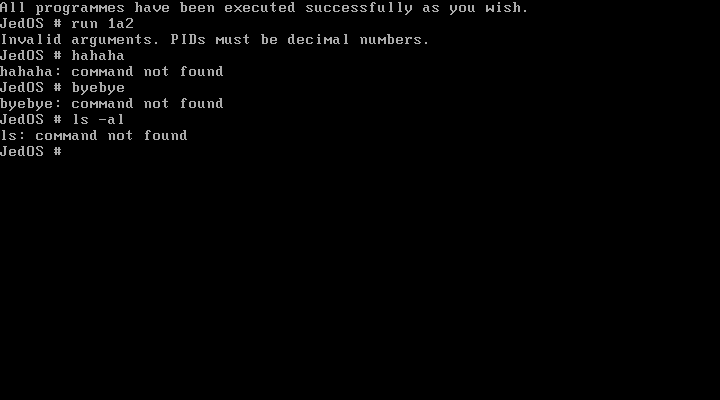 All programmes have been executed successfully as you wish.
JedOS # run 1a2
Invalid arguments. PIDs must be decimal numbers.
JedOS # hahaha
hahaha: command not found
JedOS # byebye
byebye: command not found
JedOS # ls -al
ls: command not found
JedOS #